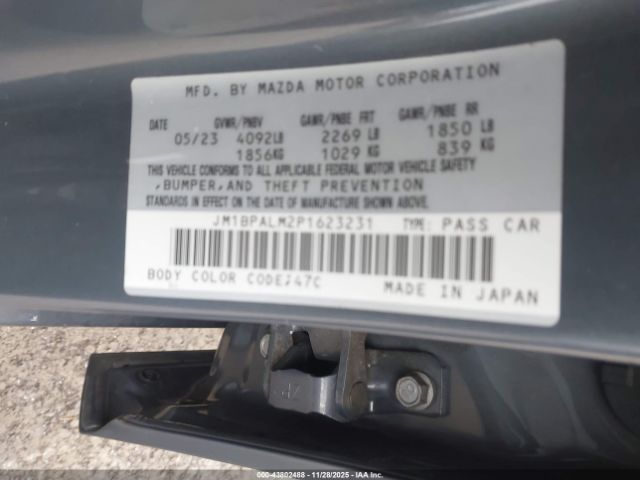 MFD. BY MAZDA MOTOR CORPORATION
DATE GVWR/PNBV GAWR/PNBE FRT GAWR/PNBE RR
05/23 4092LB 2269 LB 1850 LB
1856KG 1029 KG 839 KG
THIS VEHICLE CONFORMS TO ALL APPLICABLE FEDERAL MOTOR VEHICLE SAFETY
,BUMPER,AND THEFT PREVENTION
STANDARDS IN EFFECT ON THE DATE OF MANUFACTURE SHOWN ABOVE.
JM1BPALM2P1623231 TYPE: PASS CAR
BODY COLOR CODE:47C
MADE IN JAPAN
000-43802488 - 11/28/2025 - IAAI.COM